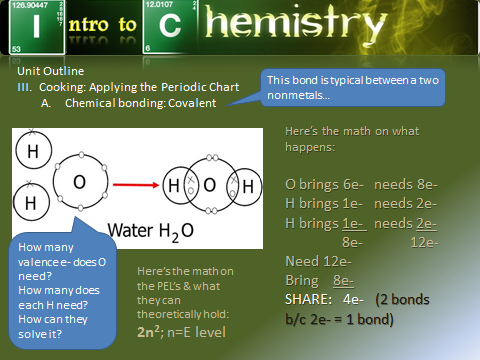 126.90447
I
53
ntro to
12.0107
C
6
hemistry
Unit Outline
III. Cooking: Applying the Periodic Chart
A. Chemical bonding: Covalent
This bond is typical between a two
nonmetals…
H
H
O
H O H
Water H₂O
How many
valence e- does O
need?
How many does
each H need?
How can they
solve it?
Here's the math on
the PEL's & what
they can
theoretically hold:
2n²; n=E level
Here's the math on what
happens:
O brings 6e- needs 8e-
H brings 1e- needs 2e-
H brings 1e- needs 2e-
8e- 12e-
Need 12e-
Bring 8e-
SHARE: 4e- (2 bonds
b/c 2e- = 1 bond)